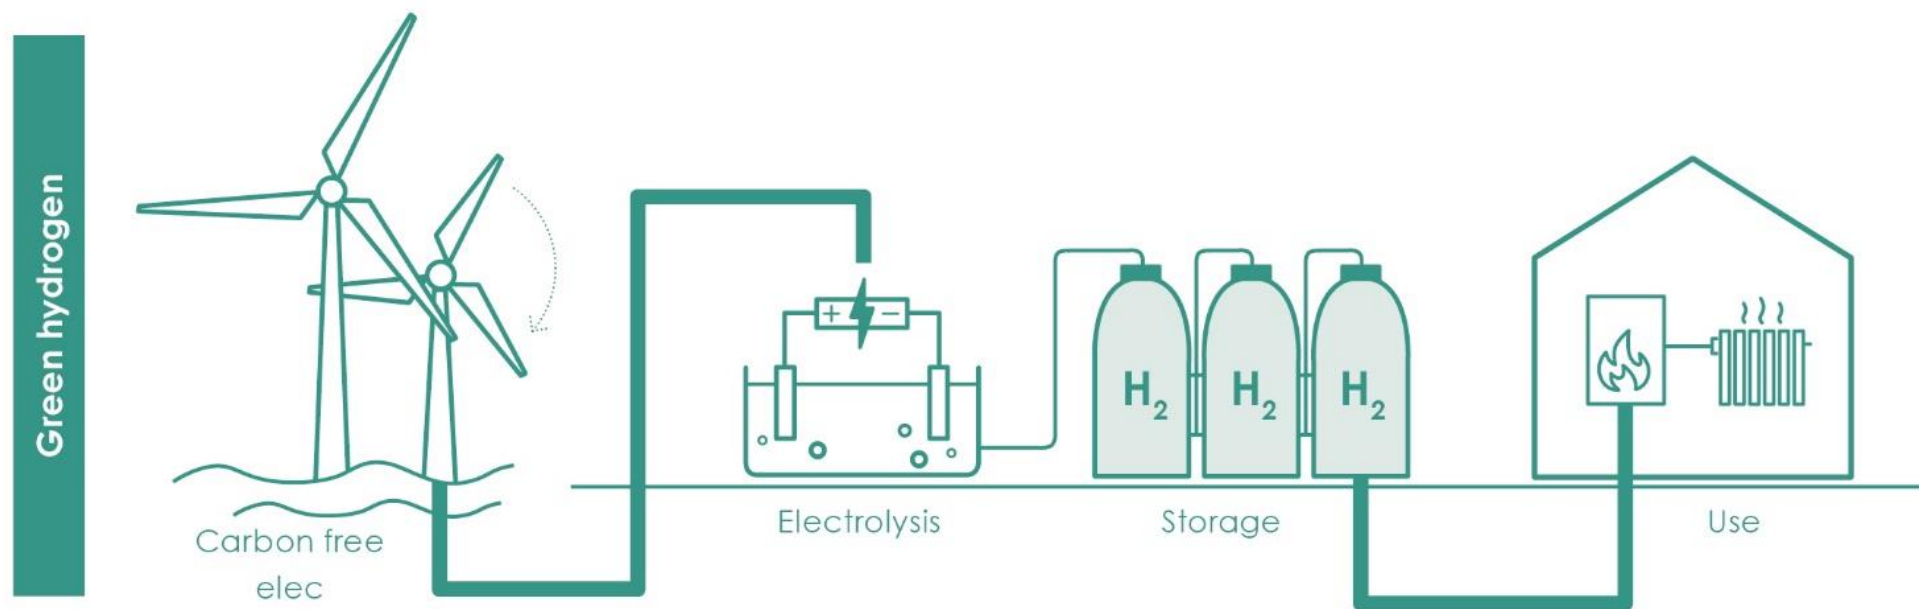 Green hydrogen
Carbon free
elec
+ −
Electrolysis
H2
H2
H2
Storage
Use